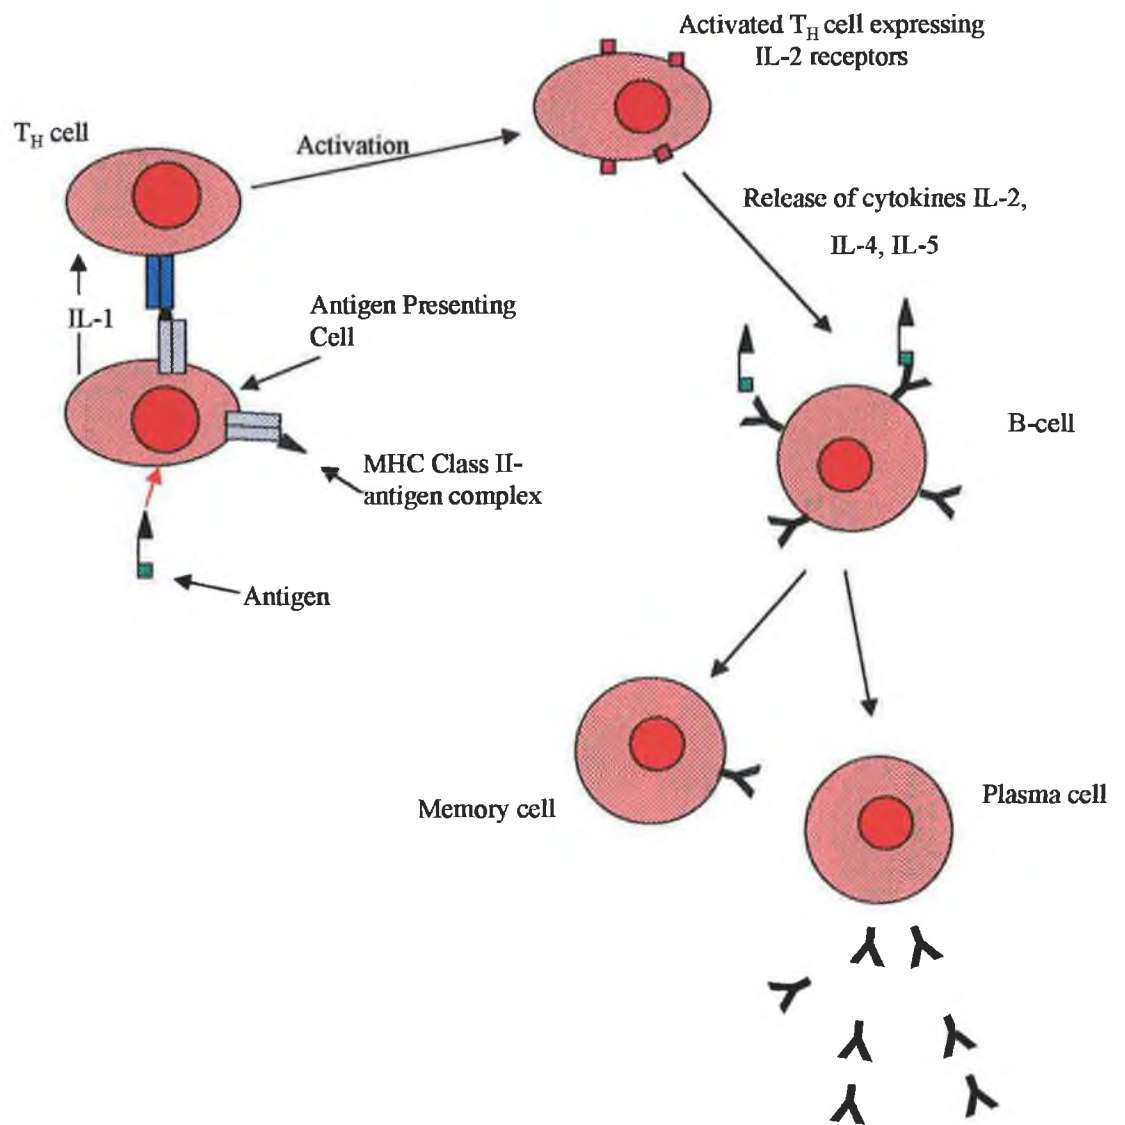 Activated TH cell expressing
IL-2 receptors
TH cell
Activation
Release of cytokines IL-2,
IL-4, IL-5
IL-1
Antigen Presenting
Cell
B-cell
MHC Class II-
antigen complex
Antigen
Memory cell
Plasma cell